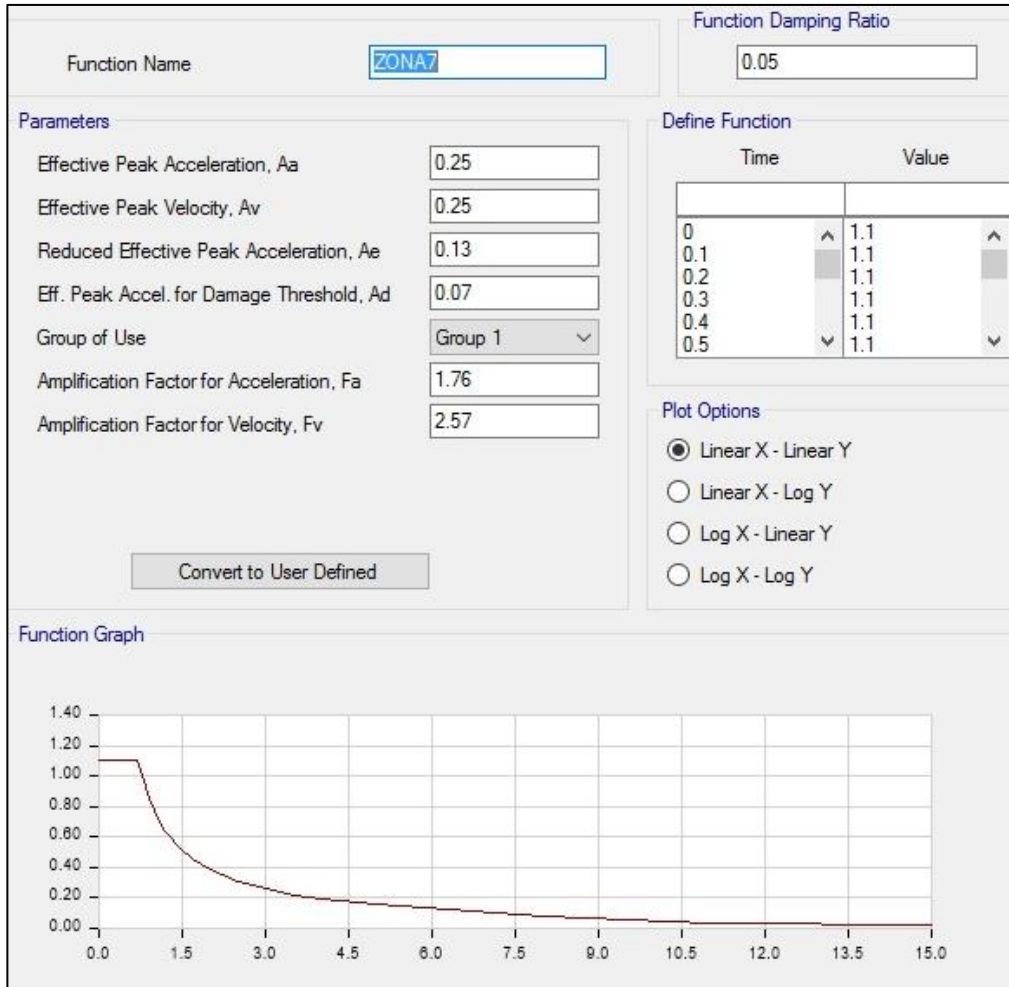 Function Name
ZONA7
Function Damping Ratio
0.05
Parameters
Effective Peak Acceleration, Aa 0.25
Effective Peak Velocity, Av 0.25
Reduced Effective Peak Acceleration, Ae 0.13
Eff. Peak Accel. for Damage Threshold, Ad 0.07
Group of Use Group 1
Amplification Factor for Acceleration, Fa 1.76
Amplification Factor for Velocity, Fv 2.57
Convert to User Defined
Define Function
Time Value
0 1.1
0.1 1.1
0.2 1.1
0.3 1.1
0.4 1.1
0.5 1.1
Plot Options
Linear X - Linear Y
Linear X - Log Y
Log X - Linear Y
Log X - Log Y
Function Graph
1.40
1.20
1.00
0.80
0.60
0.40
0.20
0.00
0.0 1.5 3.0 4.5 6.0 7.5 9.0 10.5 12.0 13.5 15.0